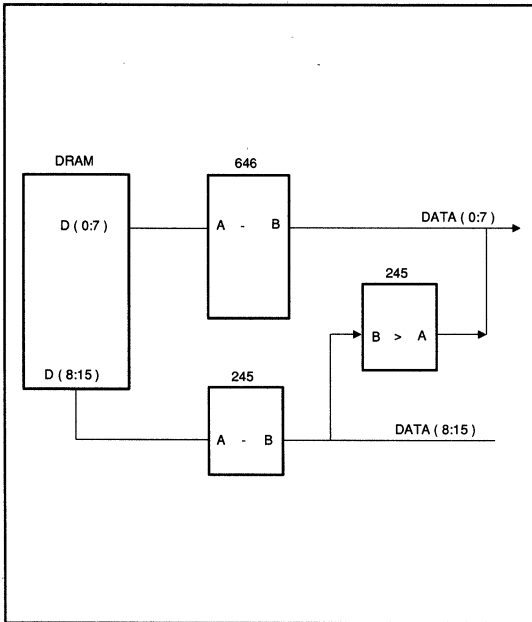 DRAM
646
D ( 0:7 )
A - B
DATA ( 0:7 )
245
B > A
D ( 8:15 )
245
A - B
DATA ( 8:15 )